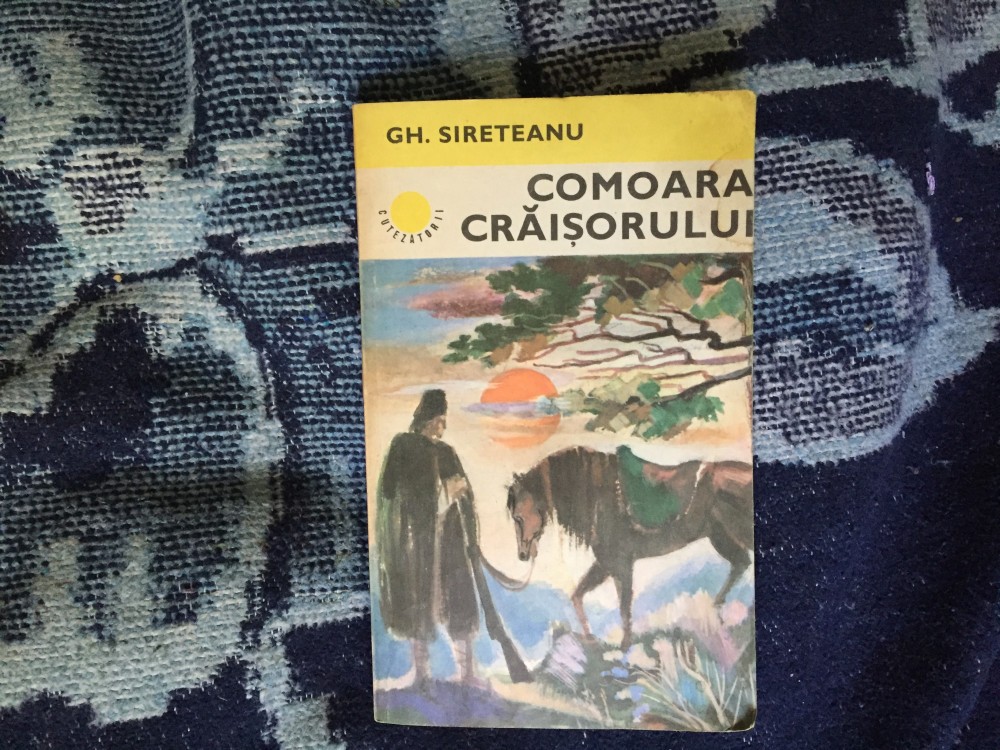 GH. SIRETEANU
COMOARA
CRĂIȘORULUI
CUTEZĂTORII